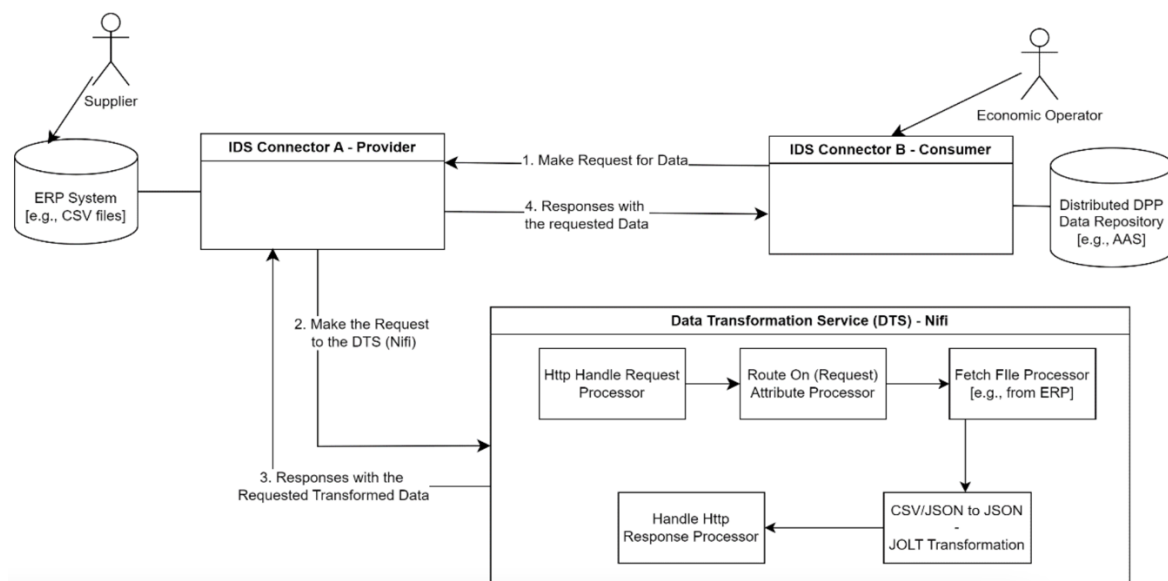 Supplier
Economic Operator
IDS Connector A - Provider
IDS Connector B - Consumer
1. Make Request for Data
ERP System
[e.g., CSV files]
4. Responses with
the requested Data
Distributed DPP
Data Repository
[e.g., AAS]
2. Make the Request
to the DTS (Nifi)
Data Transformation Service (DTS) - Nifi
Http Handle Request
Processor
Route On (Request)
Attribute Processor
Fetch FIle Processor
[e.g., from ERP]
3. Responses with the
Requested Transformed Data
Handle Http
Response Processor
CSV/JSON to JSON
-
JOLT Transformation